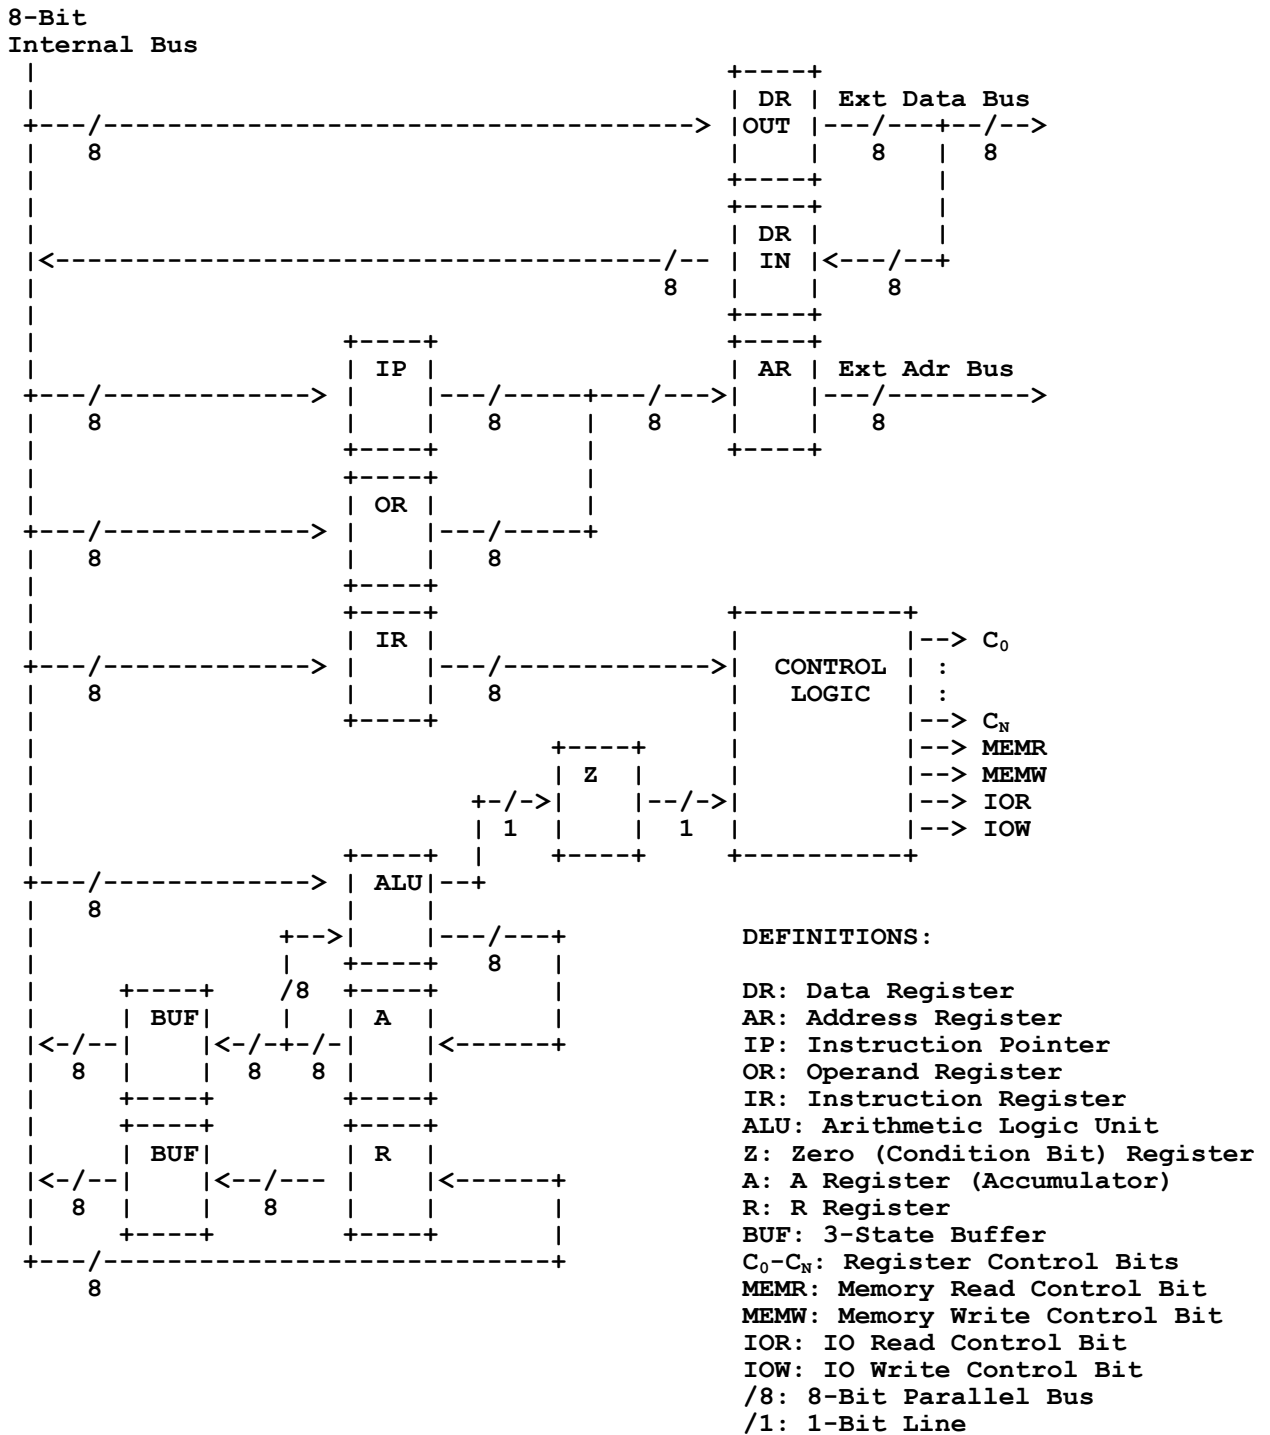 8-Bit
Internal Bus
DR Ext Data Bus
/ OUT / /
8 8 8
DR
/ IN /
8 8
IP AR Ext Adr Bus
/ / / /
8 8 8 8
OR
/ /
8 8
IR C₀
/ / CONTROL :
8 8 LOGIC :
C_N
MEMR
Z MEMW
/ / IOR
1 1 IOW
/ ALU
8
/ DEFINITIONS:
8
/8 DR: Data Register
BUF A AR: Address Register
/ / / IP: Instruction Pointer
8 8 8 OR: Operand Register
IR: Instruction Register
ALU: Arithmetic Logic Unit
BUF R Z: Zero (Condition Bit) Register
/ / A: A Register (Accumulator)
8 8 R: R Register
BUF: 3-State Buffer
/ C₀-C_N: Register Control Bits
8 MEMR: Memory Read Control Bit
MEMW: Memory Write Control Bit
IOR: IO Read Control Bit
IOW: IO Write Control Bit
/8: 8-Bit Parallel Bus
/1: 1-Bit Line